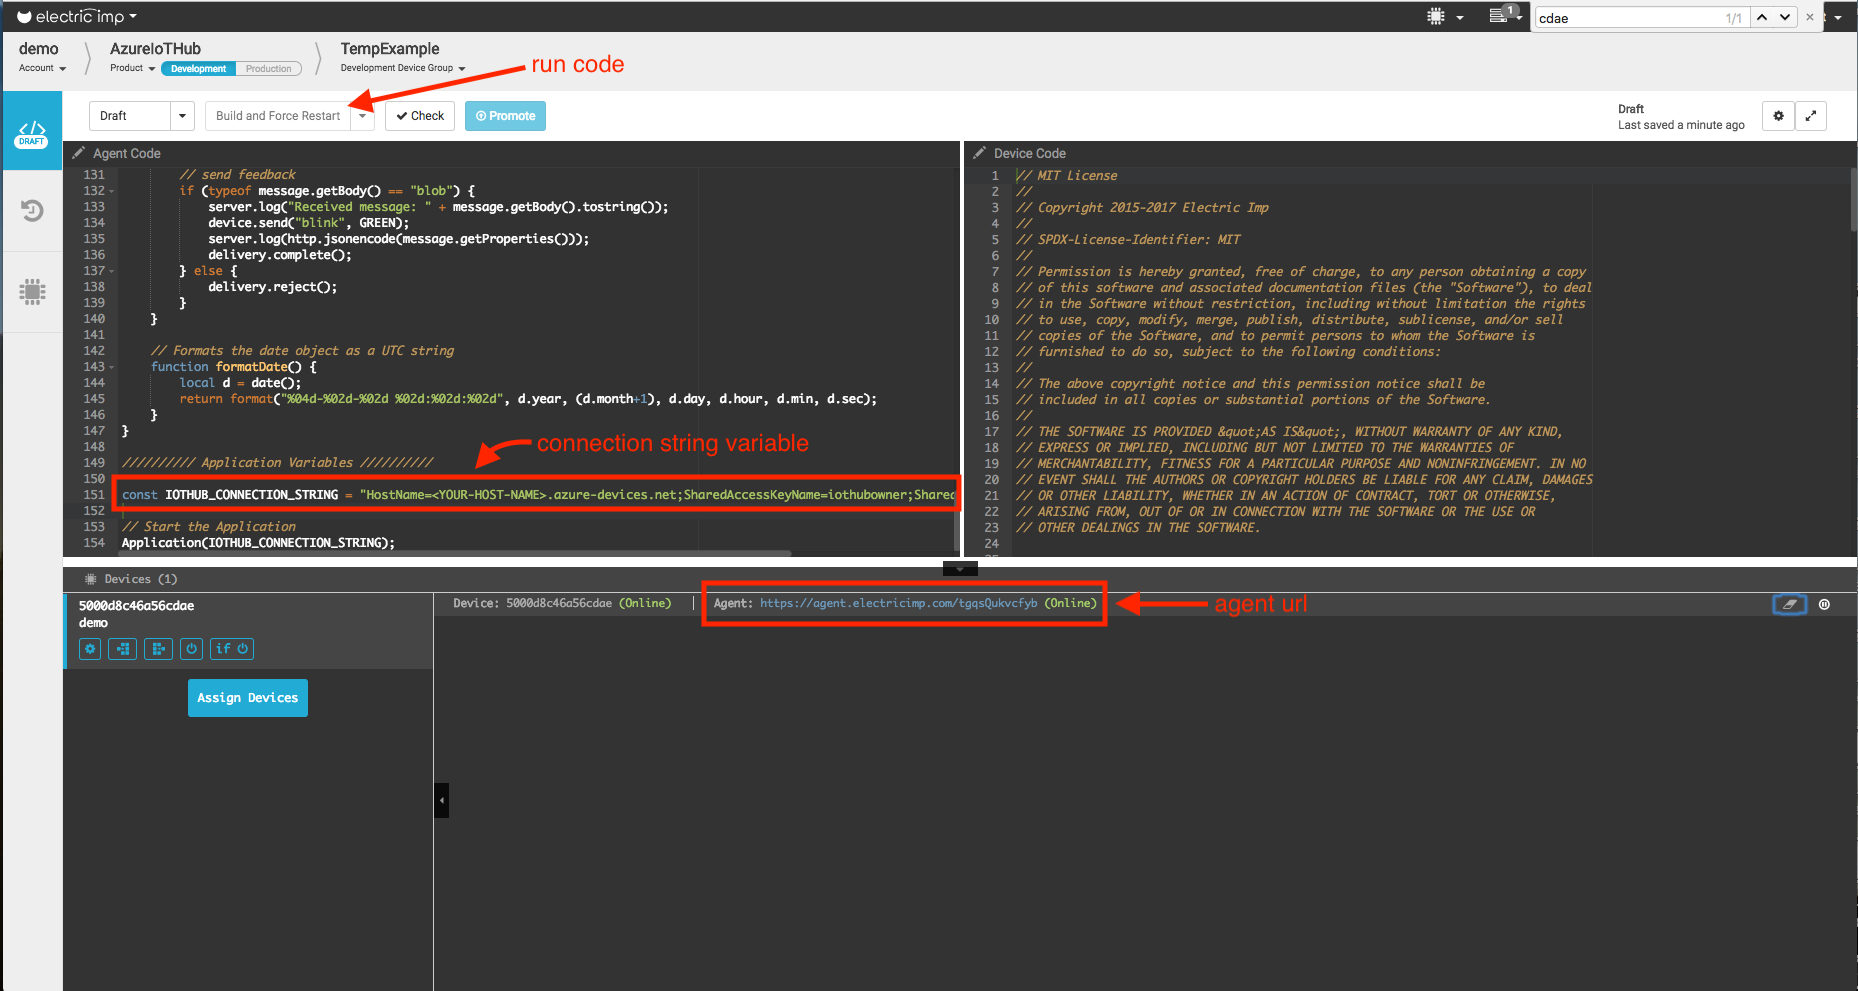 electric imp
1
cdae
1/1
demo
AzureIoTHub
TempExample
Account
Product
Development
Production
Development Device Group
run code
Draft
Build and Force Restart
Check
Promote
Draft
Last saved a minute ago
DRAFT
Agent Code
131 // send feedback
132 if (typeof message.getBody() == "blob") {
133 server.log("Received message: " + message.getBody().tostring());
134 device.send("blink", GREEN);
135 server.log(http.jsonencode(message.getProperties()));
136 delivery.complete();
137 } else {
138 delivery.reject();
139 }
140 }
141
142 // Formats the date object as a UTC string
143 function formatDate() {
144 local d = date();
145 return format("%04d-%02d-%02d %02d:%02d:%02d", d.year, (d.month+1), d.day, d.hour, d.min, d.sec);
146 }
147 }
148
connection string variable
149 ////////// Application Variables //////////
150
151 const IOTHUB_CONNECTION_STRING = "HostName=<YOUR-HOST-NAME>.azure-devices.net;SharedAccessKeyName=iothubowner;Shared
152
153 // Start the Application
154 Application(IOTHUB_CONNECTION_STRING);
Device Code
1 // MIT License
2 //
3 // Copyright 2015-2017 Electric Imp
4 //
5 // SPDX-License-Identifier: MIT
6 //
7 // Permission is hereby granted, free of charge, to any person obtaining a copy
8 // of this software and associated documentation files (the "Software"), to deal
9 // in the Software without restriction, including without limitation the rights
10 // to use, copy, modify, merge, publish, distribute, sublicense, and/or sell
11 // copies of the Software, and to permit persons to whom the Software is
12 // furnished to do so, subject to the following conditions:
13 //
14 // The above copyright notice and this permission notice shall be
15 // included in all copies or substantial portions of the Software.
16 //
17 // THE SOFTWARE IS PROVIDED &quot;AS IS&quot;, WITHOUT WARRANTY OF ANY KIND,
18 // EXPRESS OR IMPLIED, INCLUDING BUT NOT LIMITED TO THE WARRANTIES OF
19 // MERCHANTABILITY, FITNESS FOR A PARTICULAR PURPOSE AND NONINFRINGEMENT. IN NO
20 // EVENT SHALL THE AUTHORS OR COPYRIGHT HOLDERS BE LIABLE FOR ANY CLAIM, DAMAGES
21 // OR OTHER LIABILITY, WHETHER IN AN ACTION OF CONTRACT, TORT OR OTHERWISE,
22 // ARISING FROM, OUT OF OR IN CONNECTION WITH THE SOFTWARE OR THE USE OR
23 // OTHER DEALINGS IN THE SOFTWARE.
24
Devices (1)
5000d8c46a56cdae
demo
if
Assign Devices
Device: 5000d8c46a56cdae (Online) | Agent: https://agent.electricimp.com/tgqsQukvcfyb (Online)
agent url